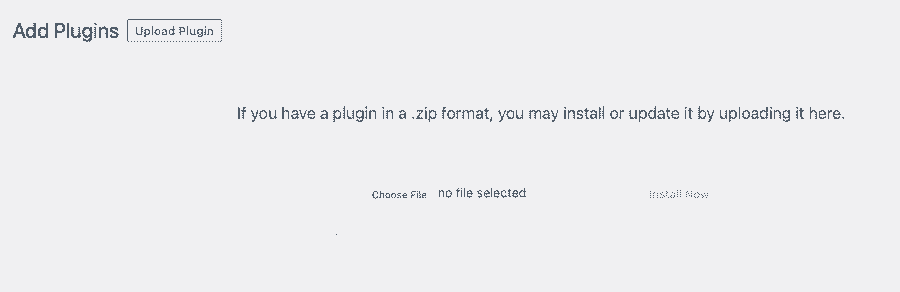 Add Plugins Upload Plugin
If you have a plugin in a .zip format, you may install or update it by uploading it here.
Choose File no file selected Install Now